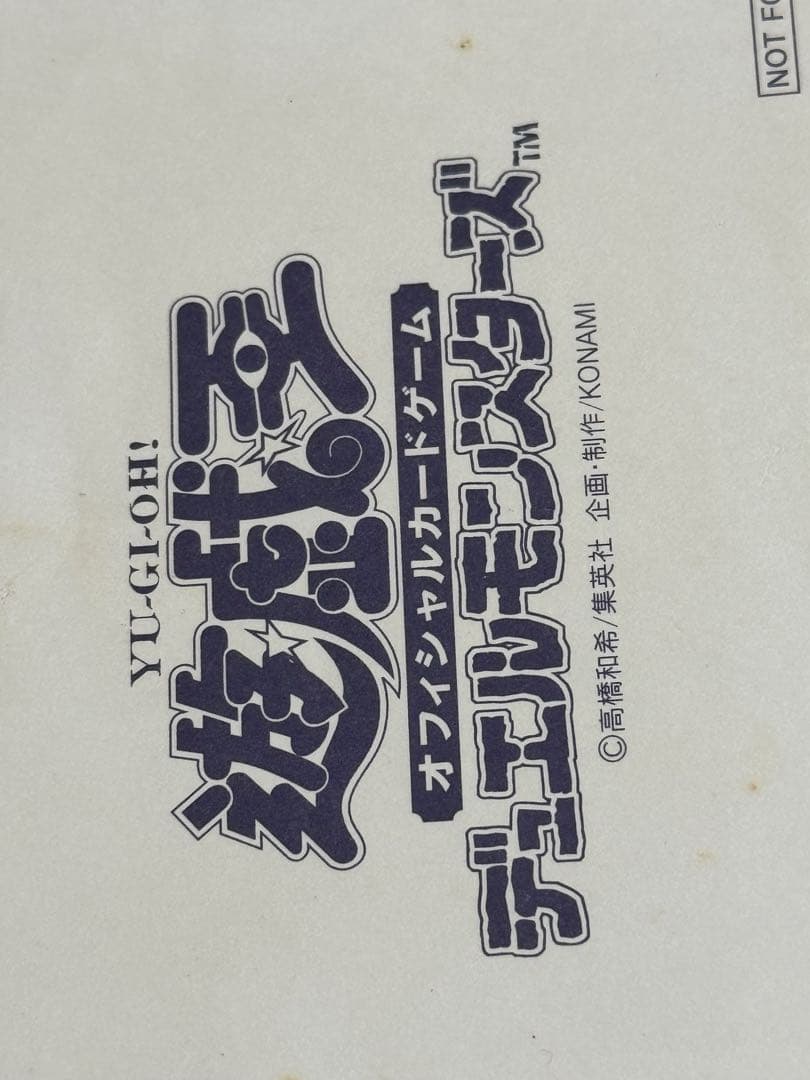 YU-GI-OH!
遊戯王
オフィシャルカードゲーム
デュエルモンスターズ™
©高橋和希/集英社 企画・制作/KONAMI
NOT